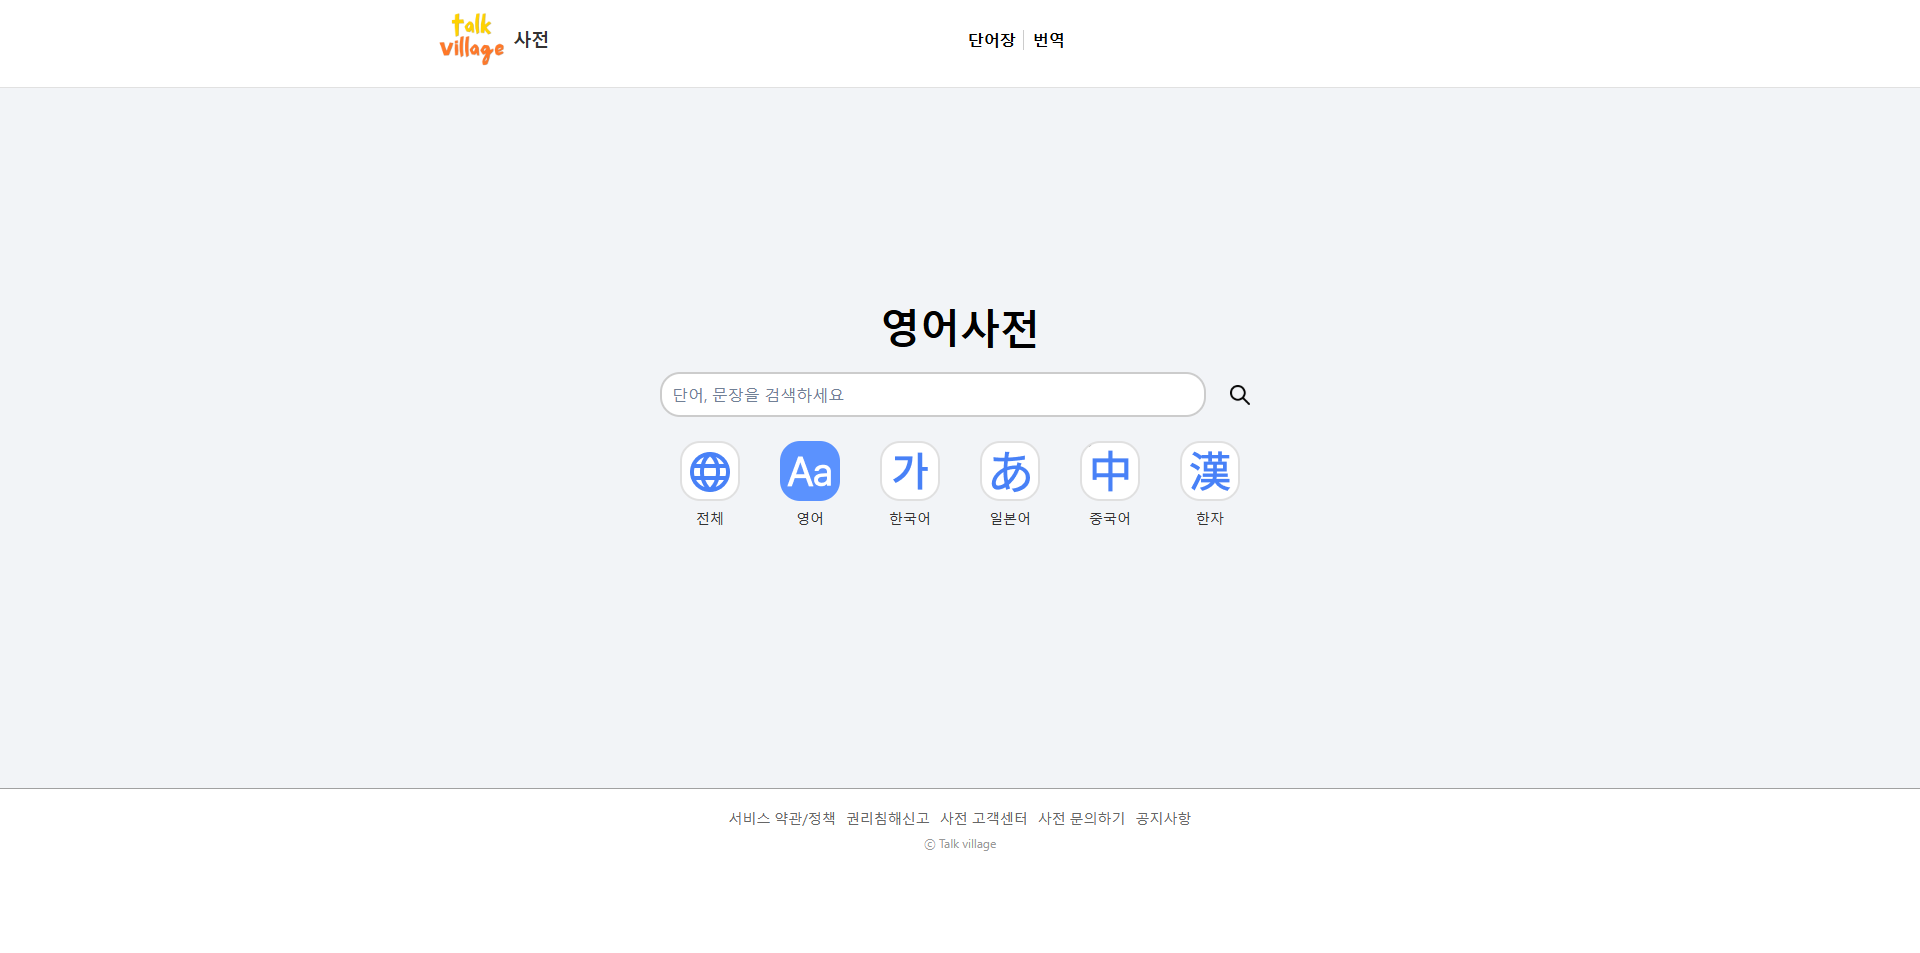 talk
village 사전 단어장 번역
영어사전
단어, 문장을 검색하세요
Aa 가 あ 中 漢
전체 영어 한국어 일본어 중국어 한자
서비스 약관/정책 권리침해신고 사전 고객센터 사전 문의하기 공지사항
ⓒ Talk village